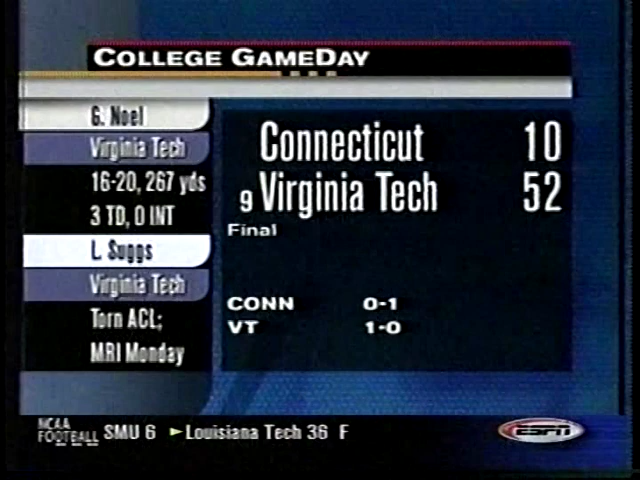 COLLEGE GAMEDAY
G. Noel
Virginia Tech
16-20, 267 yds
3 TD, 0 INT
L. Suggs
Virginia Tech
Torn ACL;
MRI Monday
Connecticut 10
9 Virginia Tech 52
Final
CONN 0-1
VT 1-0
NCAA
FOOTBALL SMU 6 ►Louisiana Tech 36 F
ESPN